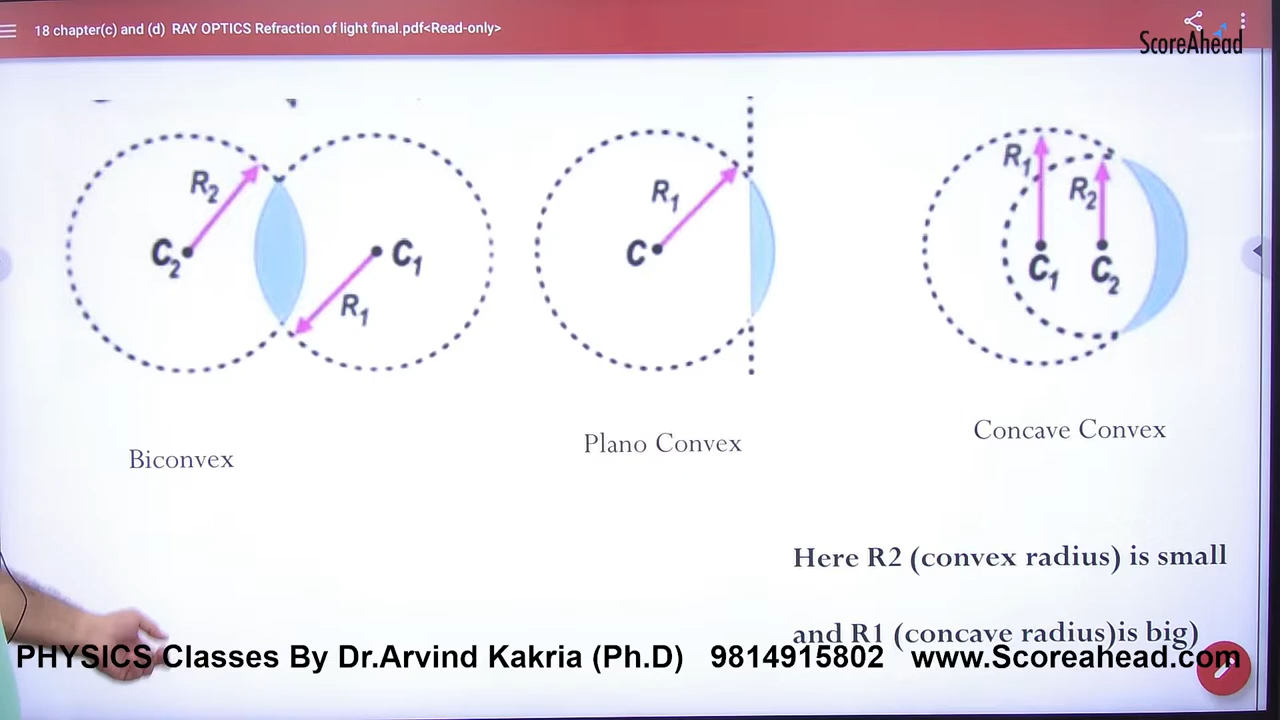 18 chapter(c) and (d) RAY OPTICS Refraction of light final.pdf<Read-only>
ScoreAhead
R2
C2
C1
R1
R1
C
R1
R2
C1
C2
Biconvex
Plano Convex
Concave Convex
Here R2 (convex radius) is small
and R1 (concave radius)is big)
PHYSICS Classes By Dr.Arvind Kakria (Ph.D) 9814915802 www.Scoreahead.com